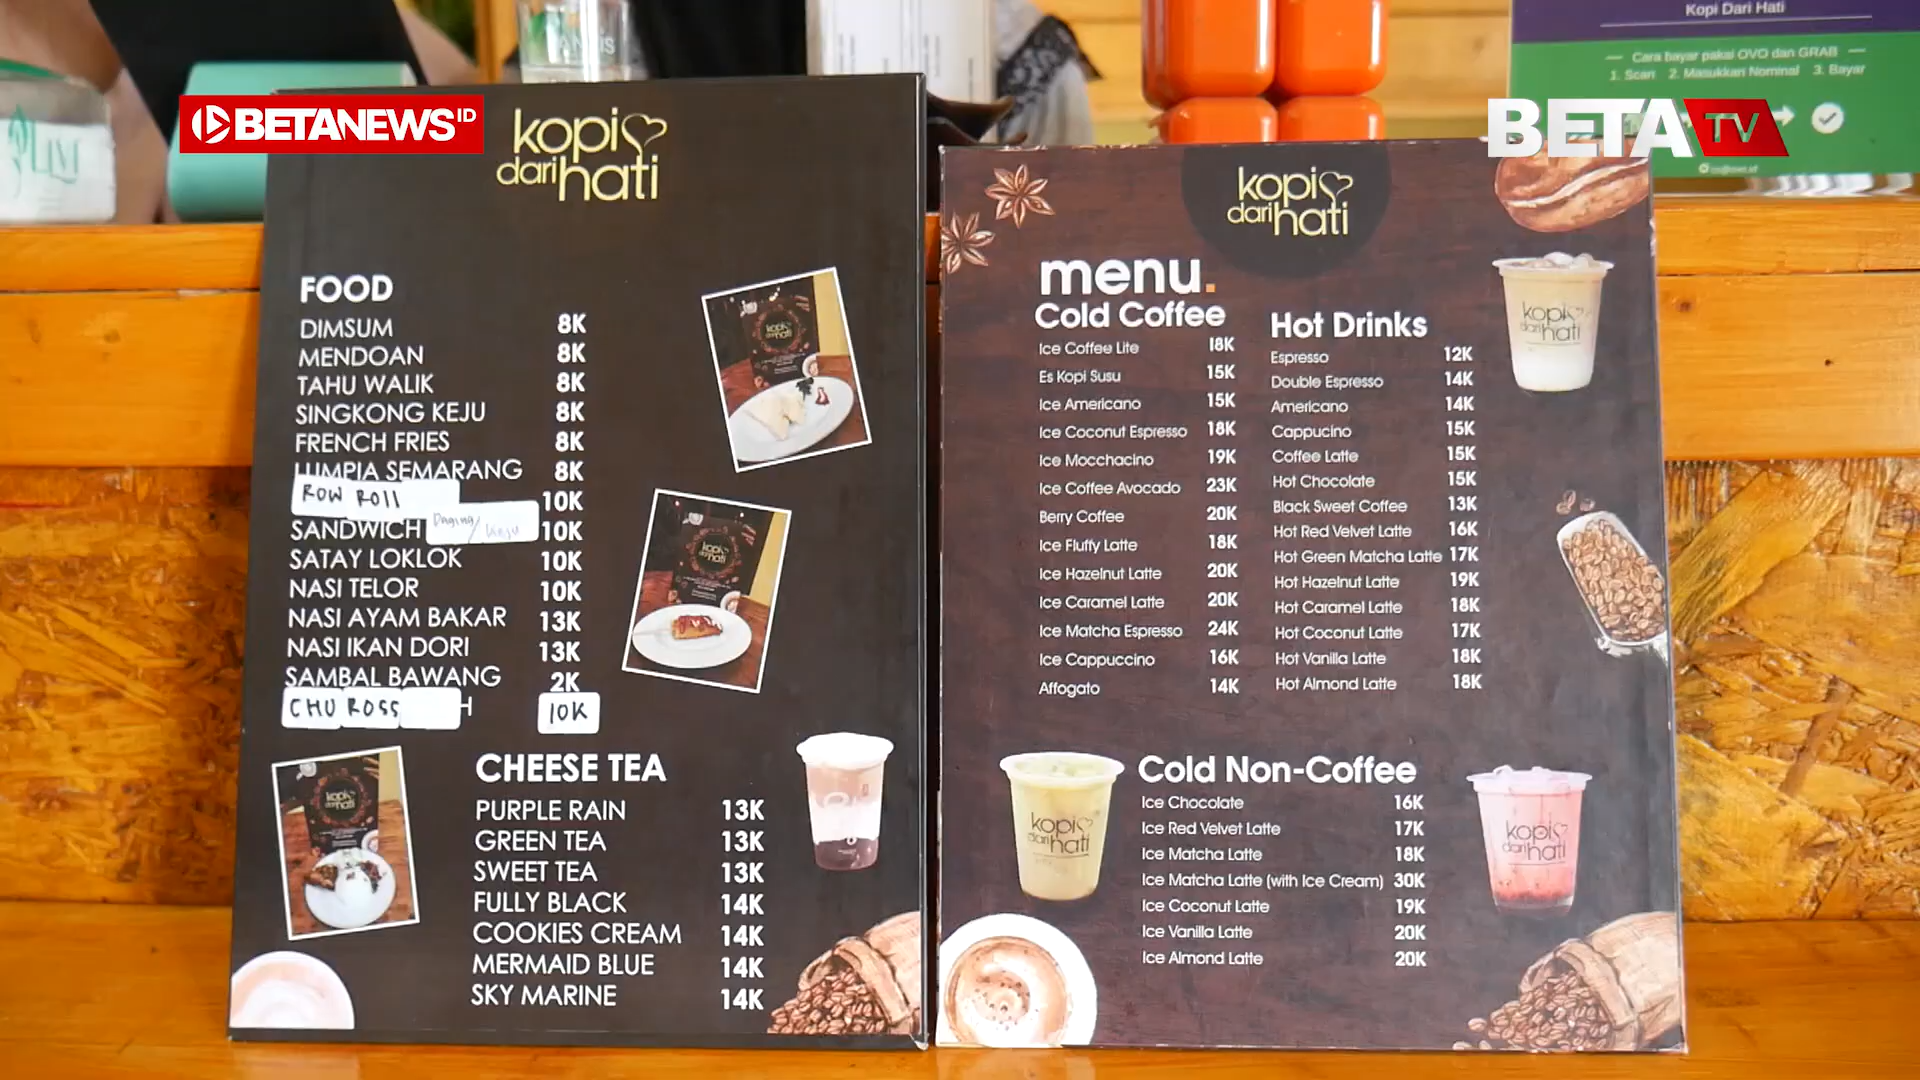 Kopi Dari Hati
Cara bayar pakai OVO dan GRAB
1. Scan 2. Masukkan Nominal 3. Bayar
BETANEWS ID
BETA TV
kopi
dari hati
FOOD
DIMSUM 8K
MENDOAN 8K
TAHU WALIK 8K
SINGKONG KEJU 8K
FRENCH FRIES 8K
LUMPIA SEMARANG 8K
ROW ROll 10K
SANDWICH Daging/Keju 10K
SATAY LOKLOK 10K
NASI TELOR 10K
NASI AYAM BAKAR 13K
NASI IKAN DORI 13K
SAMBAL BAWANG 2K
CHU ROSS H 10K
CHEESE TEA
PURPLE RAIN 13K
GREEN TEA 13K
SWEET TEA 13K
FULLY BLACK 14K
COOKIES CREAM 14K
MERMAID BLUE 14K
SKY MARINE 14K
kopi
dari hati
menu.
Cold Coffee
Ice Coffee Lite 18K
Es Kopi Susu 15K
Ice Americano 15K
Ice Coconut Espresso 18K
Ice Mocchacino 19K
Ice Coffee Avocado 23K
Berry Coffee 20K
Ice Fluffy Latte 18K
Ice Hazelnut Latte 20K
Ice Caramel Latte 20K
Ice Matcha Espresso 24K
Ice Cappuccino 16K
Affogato 14K
Hot Drinks
Espresso 12K
Double Espresso 14K
Americano 14K
Cappucino 15K
Coffee Latte 15K
Hot Chocolate 15K
Black Sweet Coffee 13K
Hot Red Velvet Latte 16K
Hot Green Matcha Latte 17K
Hot Hazelnut Latte 19K
Hot Caramel Latte 18K
Hot Coconut Latte 17K
Hot Vanilla Latte 18K
Hot Almond Latte 18K
kopi
dari hati
Cold Non-Coffee
Ice Chocolate 16K
Ice Red Velvet Latte 17K
Ice Matcha Latte 18K
Ice Matcha Latte (with Ice Cream) 30K
Ice Coconut Latte 19K
Ice Vanilla Latte 20K
Ice Almond Latte 20K
kopi
dari hati
kopi
dari hati